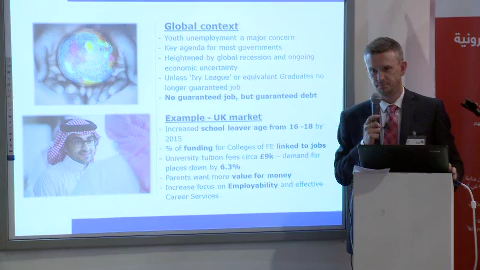 Global context
- Youth unemployment a major concern
- Key agenda for most governments
- Heightened by global recession and ongoing
economic uncertainty
- Unless 'Ivy League' or equivalent Graduates no
longer guaranteed job
- No guaranteed job, but guaranteed debt
Example - UK market
- Increased school leaver age from 16 -18 by
2015
- % of funding for Colleges of FE linked to jobs
- University tuition fees circa £9k – demand for
places down by 6.3%
- Parents want more value for money
- Increase focus on Employability and effective
Career Services